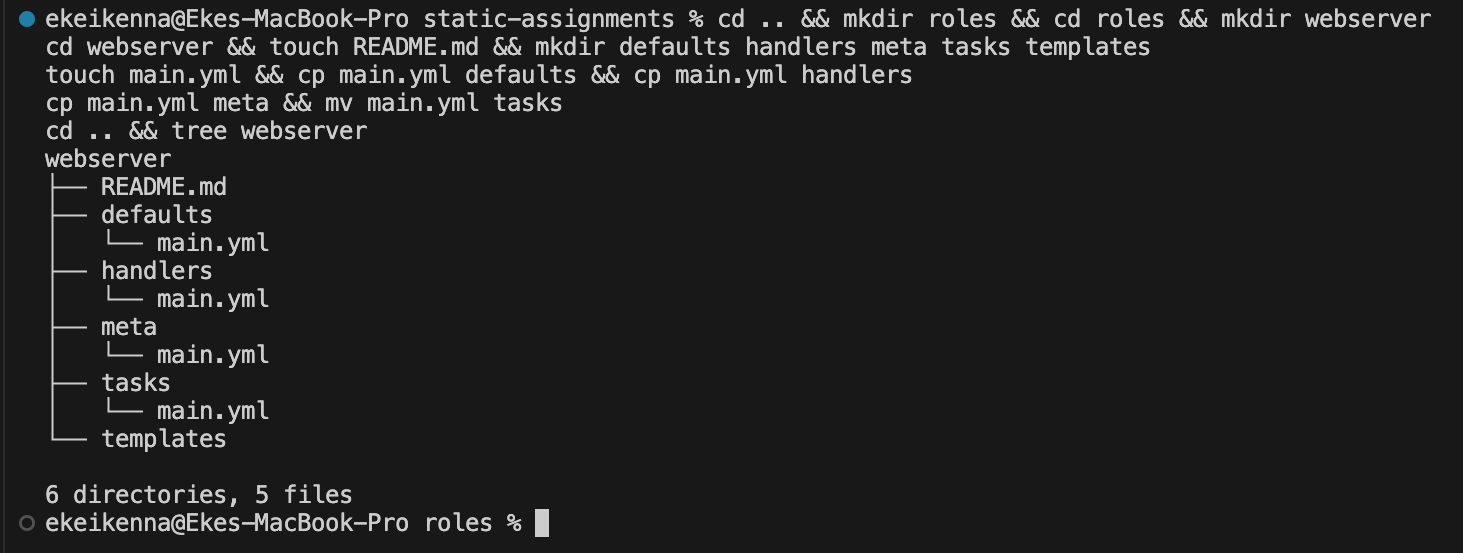 ekeikenna@Ekes-MacBook-Pro static-assignments % cd .. && mkdir roles && cd roles && mkdir webserver
cd webserver && touch README.md && mkdir defaults handlers meta tasks templates
touch main.yml && cp main.yml defaults && cp main.yml handlers
cp main.yml meta && mv main.yml tasks
cd .. && tree webserver
webserver
├── README.md
├── defaults
│   └── main.yml
├── handlers
│   └── main.yml
├── meta
│   └── main.yml
├── tasks
│   └── main.yml
└── templates
6 directories, 5 files
ekeikenna@Ekes-MacBook-Pro roles %